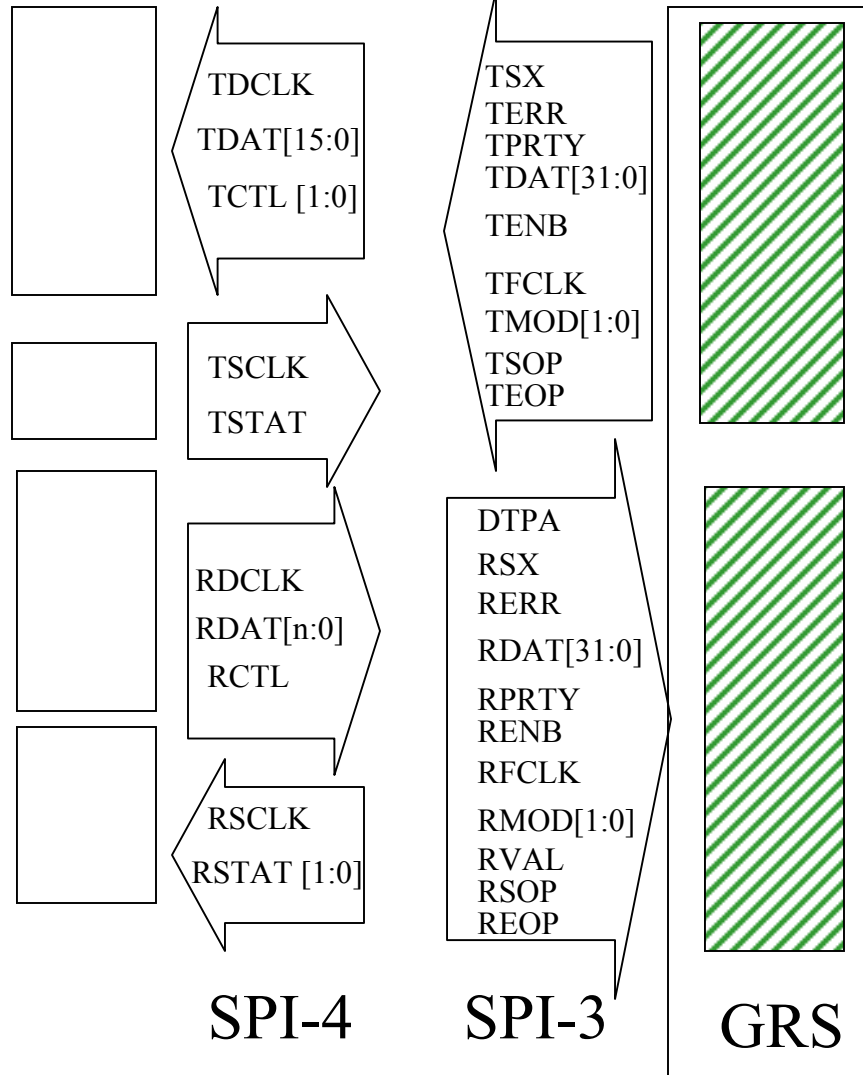 TDCLK
TDAT[15:0]
TCTL [1:0]
TSCLK
TSTAT
RDCLK
RDAT[n:0]
RCTL
RSCLK
RSTAT [1:0]
SPI-4
TSX
TERR
TPRTY
TDAT[31:0]
TENB
TFCLK
TMOD[1:0]
TSOP
TEOP
DTPA
RSX
RERR
RDAT[31:0]
RPRTY
RENB
RFCLK
RMOD[1:0]
RVAL
RSOP
REOP
SPI-3
GRS